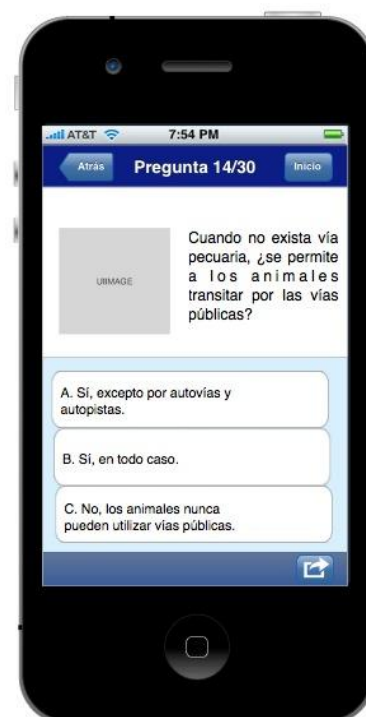 AT&T 7:54 PM
Atrás Pregunta 14/30 Inicio
UIIMAGE
Cuando no exista vía
pecuaria, ¿se permite
a los animales
transitar por las vías
públicas?
A. Sí, excepto por autovías y
autopistas.
B. Sí, en todo caso.
C. No, los animales nunca
pueden utilizar vías públicas.